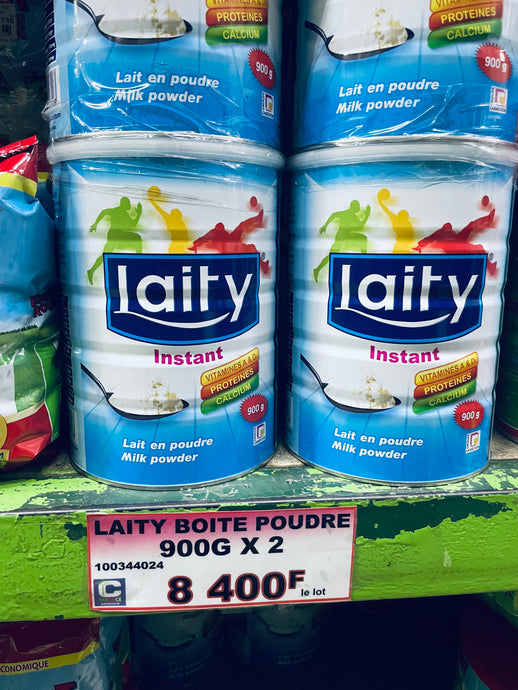 PROTEINES
CALCIUM
900g
Lait en poudre
Milk powder
PROTEINES
CALCIUM
900g
Lait en poudre
Milk powder
Laity
Instant
VITAMINES A & D
PROTEINES
CALCIUM
900g
Lait en poudre
Milk powder
Laity
Instant
VITAMINES A & D
PROTEINES
CALCIUM
900g
Lait en poudre
Milk powder
LAITY BOITE POUDRE
900G X 2
100344024
8 400F
le lot
CONOMIQUE